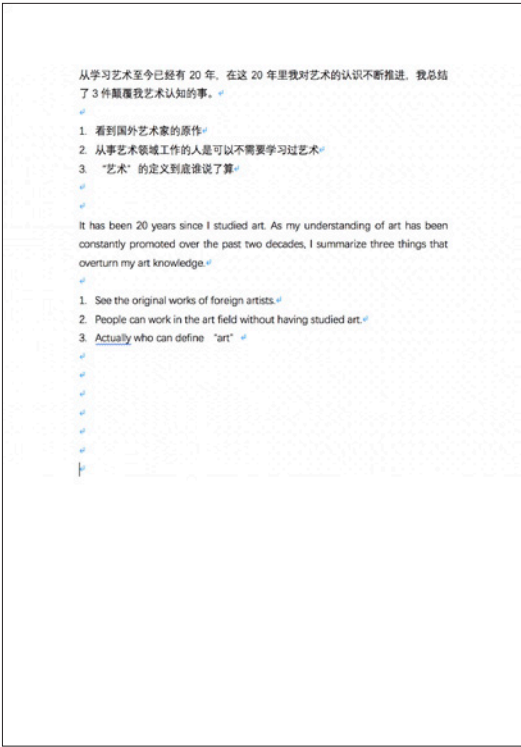 从学习艺术至今已经有 20 年，在这 20 年里我对艺术的认识不断推进，我总结
了 3 件颠覆我艺术认知的事。
1. 看到国外艺术家的原作
2. 从事艺术领域工作的人是可以不需要学习过艺术
3. “艺术”的定义到底谁说了算
It has been 20 years since I studied art. As my understanding of art has been
constantly promoted over the past two decades, I summarize three things that
overturn my art knowledge.
1. See the original works of foreign artists.
2. People can work in the art field without having studied art.
3. Actually who can define “art”